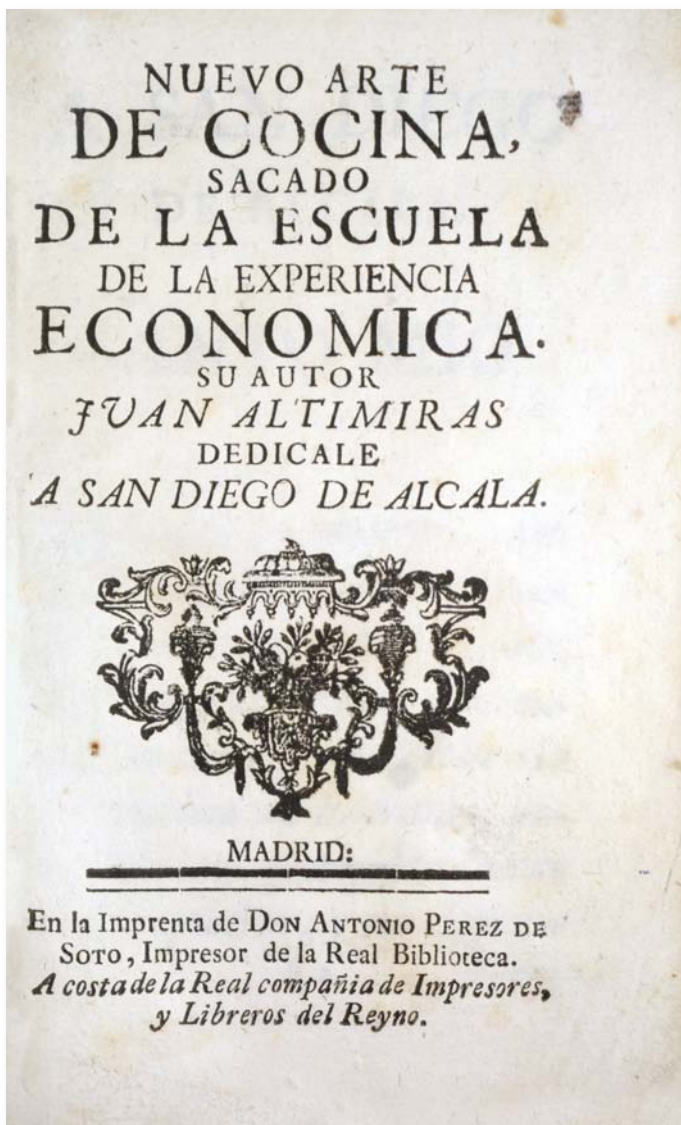 NUEVO ARTE
DE COCINA,
SACADO
DE LA ESCUELA
DE LA EXPERIENCIA
ECONOMICA.
SU AUTOR
JVAN ALTIMIRAS
DEDICALE
A SAN DIEGO DE ALCALA.
MADRID:
En la Imprenta de DON ANTONIO PEREZ DE
SOTO, Impresor de la Real Biblioteca.
A costa de la Real compañia de Impresores,
y Libreros del Reyno.